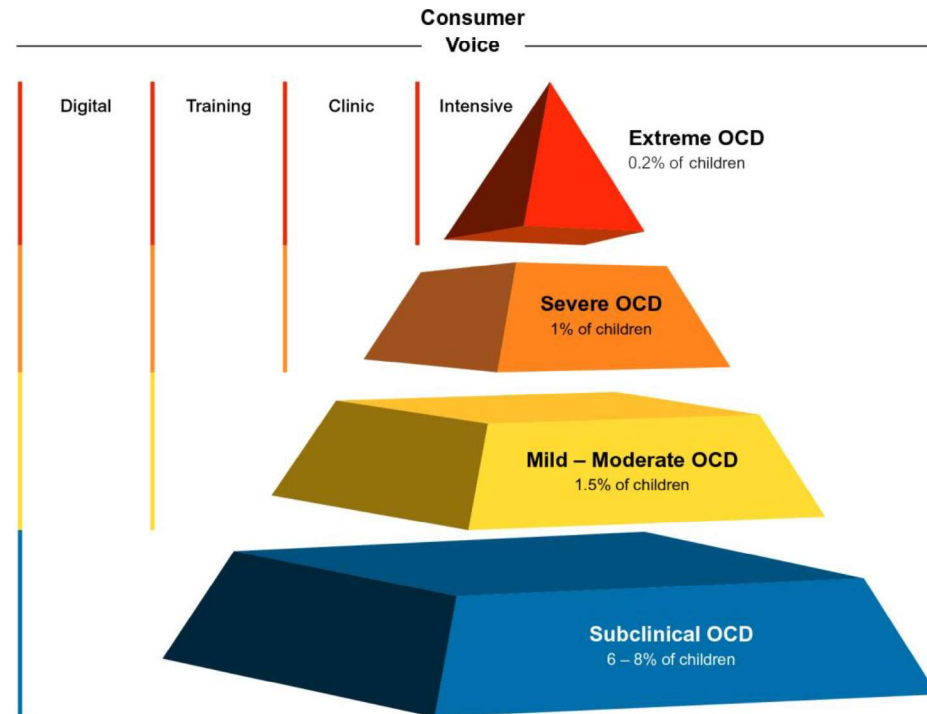 Consumer
Voice
Digital
Training
Clinic
Intensive
Extreme OCD
0.2% of children
Severe OCD
1% of children
Mild – Moderate OCD
1.5% of children
Subclinical OCD
6 – 8% of children